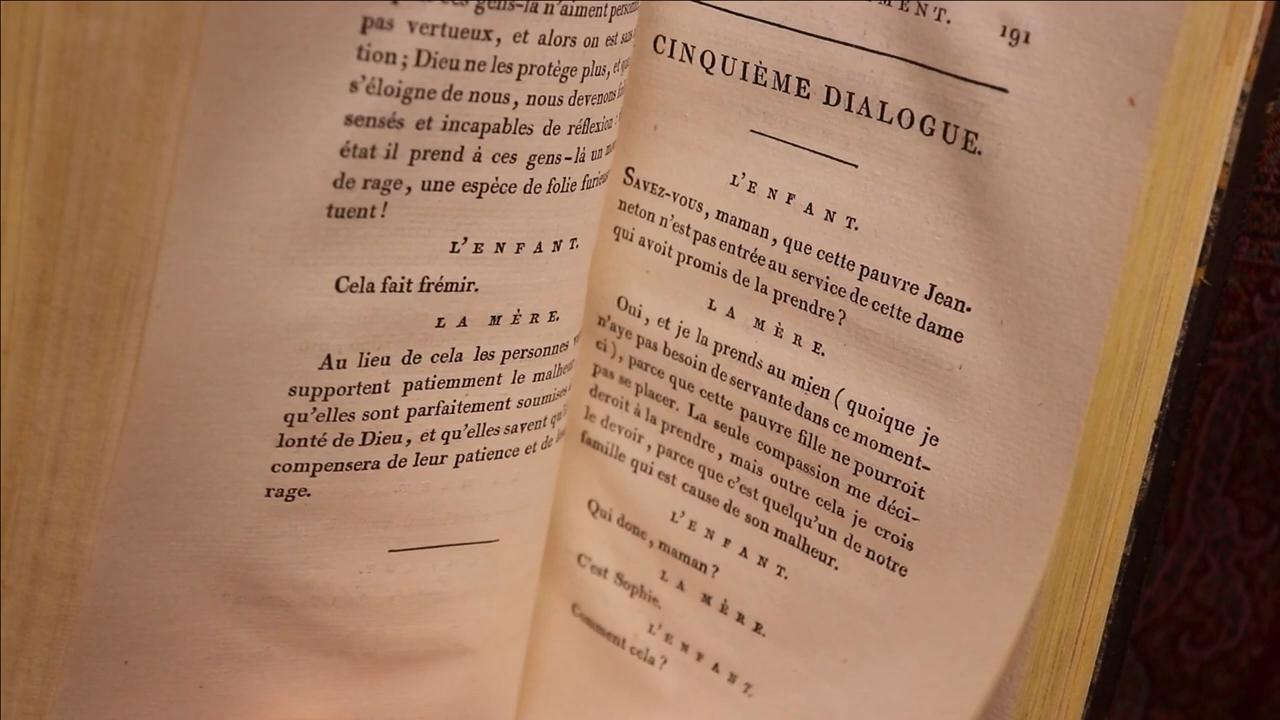 gens-là n'aiment
pas vertueux, et alors on est
tion; Dieu ne les protège plus, et
s'éloigne de nous, nous devenons
sensés et incapables de réflexion
état il prend à ces gens-là un
de rage, une espèce de folie
tuent!
L'ENFANT.
Cela fait frémir.
LA MÈRE.
Au lieu de cela les personnes
supportent patiemment le malheur
qu'elles sont parfaitement soumises
lonté de Dieu, et qu'elles savent
compensera de leur patience et de
rage.
191
CINQUIÈME DIALOGUE.
L'ENFANT.
SAVEZ-VOUS, maman, que cette pauvre Jean-
neton n'est pas entrée au service de cette dame
qui avoit promis de la prendre?
LA MÈRE.
Oui, et je la prends au mien (quoique je
n'aye pas besoin de servante dans ce moment-
ci), parce que cette pauvre fille ne pourroit
pas se placer. La seule compassion me déci-
deroit à la prendre, mais outre cela je crois
le devoir, parce que c'est quelqu'un de notre
famille qui est cause de son malheur.
L'ENFANT.
Qui donc, maman?
LA MÈRE.
C'est Sophie.
L'ENFANT.
Comment cela?